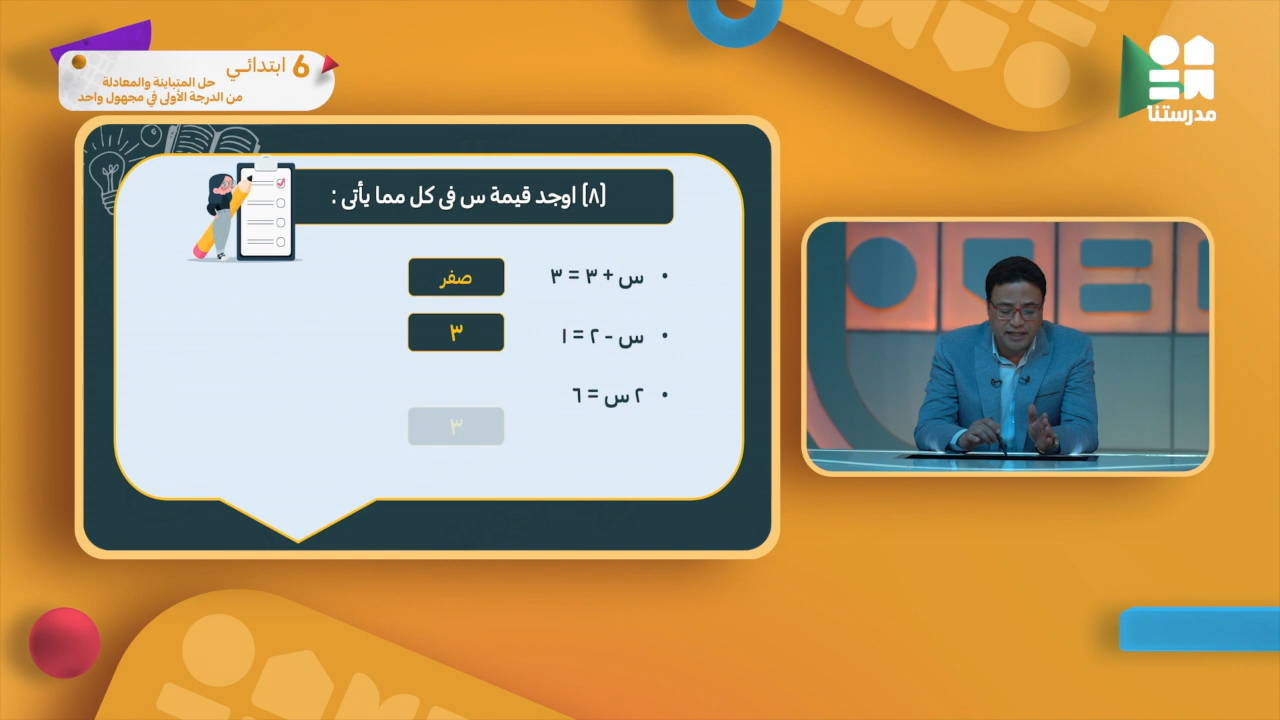 6 ابتدائـي
حل المتباينة والمعادلة
من الدرجة الأولى في مجهول واحد
مدرستنا
(٨) اوجد قيمة س فى كل مما يأتى :
• س + ٣ = ٣
صفر
• س - ٢ = ١
٣
• ٢ س = ٦
٣